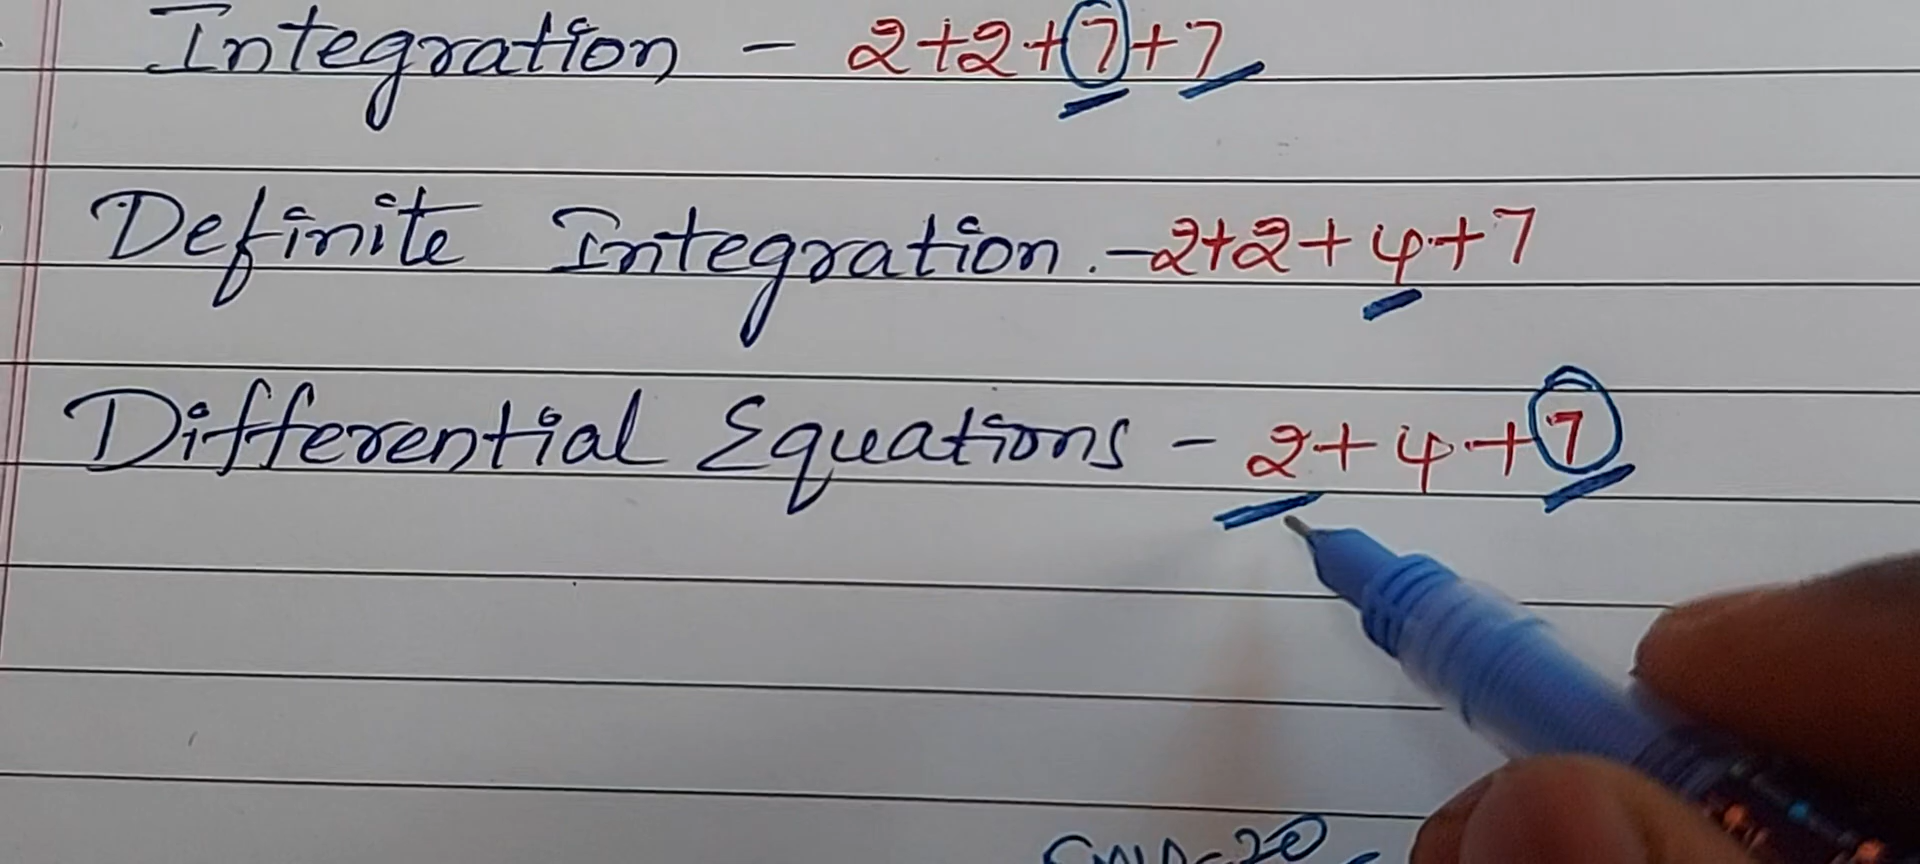 Integration - 2+2+7+7
Definite Integration.-2+2+4+7
Differential Equations - 2+4+7